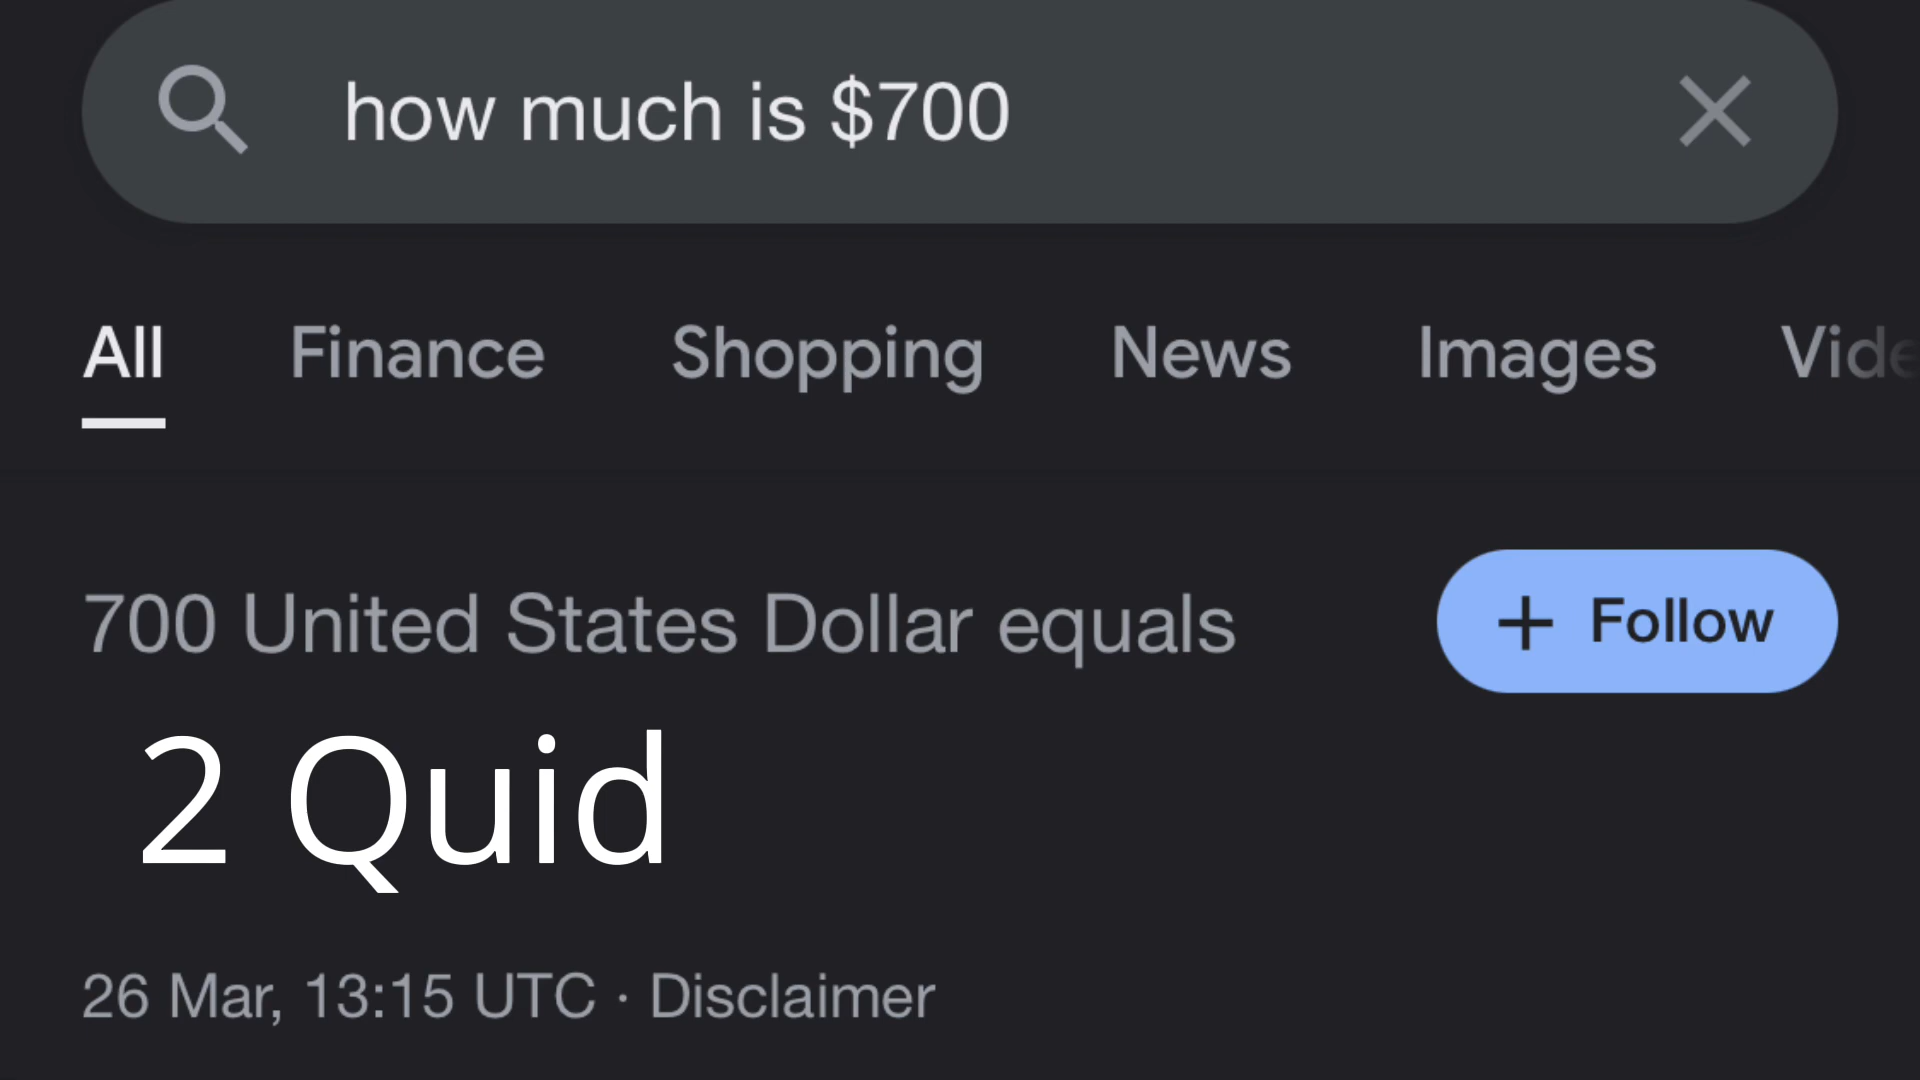 how much is $700
All Finance Shopping News Images Vide
700 United States Dollar equals
+ Follow
2 Quid
26 Mar, 13:15 UTC · Disclaimer